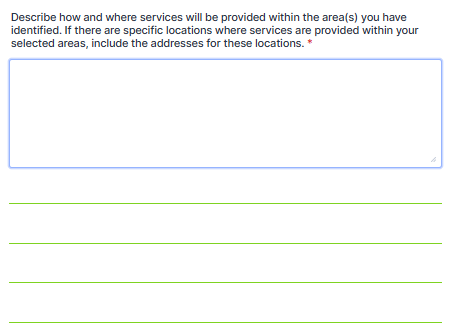 Describe how and where services will be provided within the area(s) you have
identified. If there are specific locations where services are provided within your
selected areas, include the addresses for these locations. *